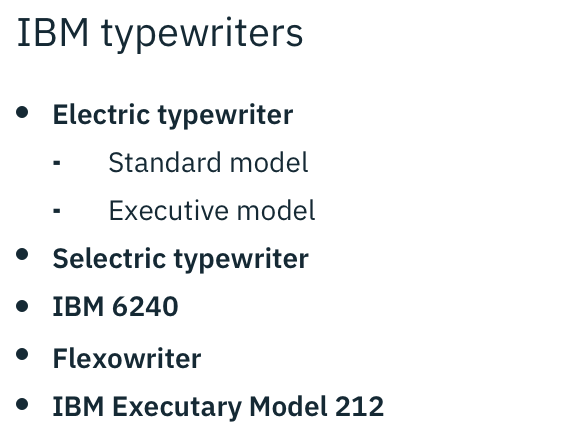 IBM typewriters
• Electric typewriter
- Standard model
- Executive model
• Selectric typewriter
• IBM 6240
• Flexowriter
• IBM Executary Model 212